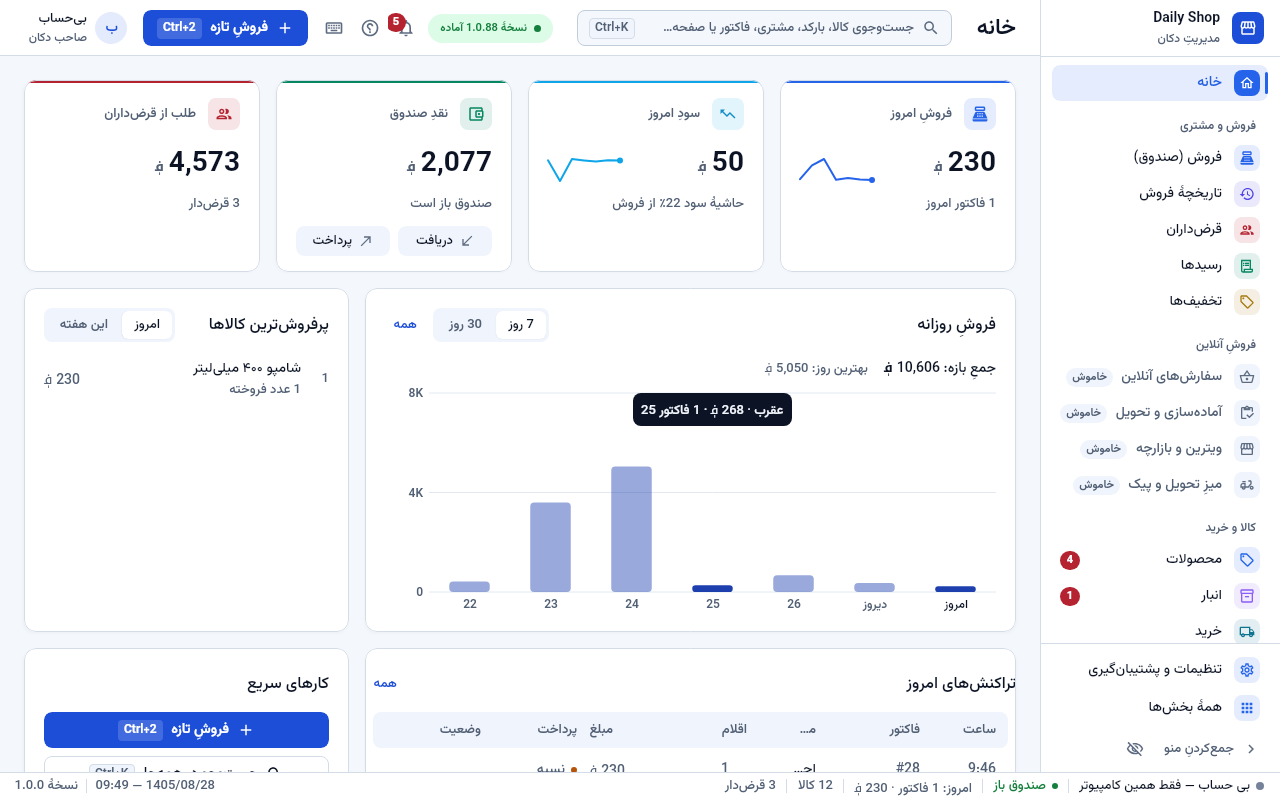 Daily Shop
مدیریتِ دکان
خانه
فروش و مشتری
فروش (صندوق)
تاریخچهٔ فروش
قرض‌داران
رسیدها
تخفیف‌ها
فروشِ آنلاین
سفارش‌های آنلاین خاموش
آماده‌سازی و تحویل خاموش
ویترین و بازارچه خاموش
میزِ تحویل و پیک خاموش
کالا و خرید
محصولات 4
انبار 1
خرید
تنظیمات و پشتیبان‌گیری
همهٔ بخش‌ها
جمع‌کردنِ منو
خانه
جست‌وجوی کالا، بارکد، مشتری، فاکتور یا صفحه… Ctrl+K
نسخهٔ 1.0.88 آماده
5
فروشِ تازه Ctrl+2
ب
بی‌حساب
صاحب دکان
فروشِ امروز
230 ؋
1 فاکتور امروز
سودِ امروز
50 ؋
حاشیهٔ سود 22٪ از فروش
نقدِ صندوق
2,077 ؋
صندوق باز است
دریافت
پرداخت
طلب از قرض‌داران
4,573 ؋
3 قرض‌دار
فروشِ روزانه
7 روز
30 روز
همه
جمعِ بازه: 10,606 ؋
بهترین روز: 5,050 ؋
8K
4K
0
عقرب · 268 ؋ · 1 فاکتور 25
22
23
24
25
26
دیروز
امروز
پرفروش‌ترین کالاها
امروز
این هفته
1
شامپو ۴۰۰ میلی‌لیتر
1 عدد فروخته
230 ؋
تراکنش‌های امروز
همه
ساعت فاکتور م… اقلام مبلغ پرداخت وضعیت
9:46 #28 اح… 1 230 ؋ نسیه
کارهای سریع
فروشِ تازه Ctrl+2
Ctrl+K
بی حساب — فقط همین کامپیوتر
صندوق باز
امروز: 1 فاکتور · 230 ؋
12 کالا
3 قرض‌دار
1405/08/28 — 09:49
نسخهٔ 1.0.0